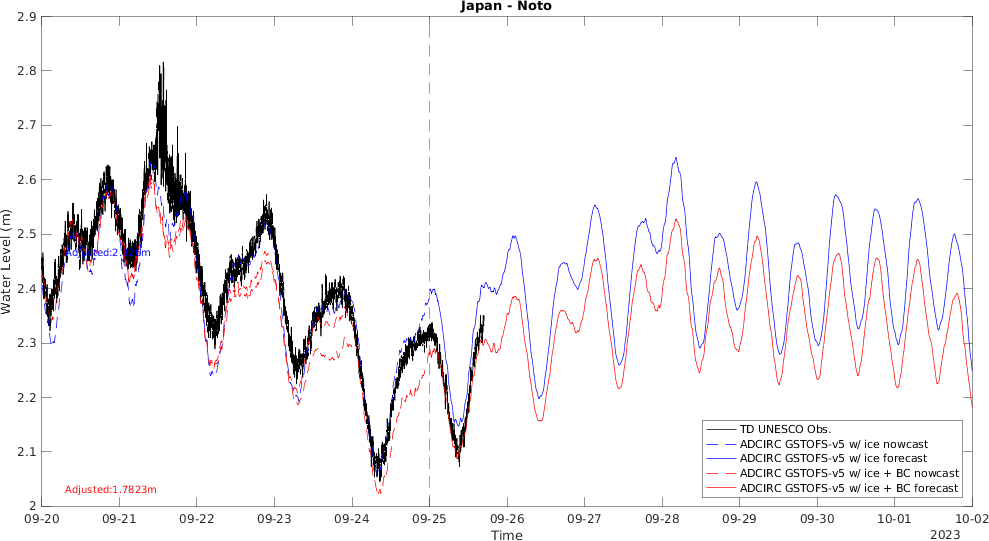 Japan - Noto
Water Level (m)
2.9
2.8
2.7
2.6
2.5
2.4
2.3
2.2
2.1
2
Adjusted:1.7823m
TD UNESCO Obs.
ADCIRC GSTOFS-v5 w/ ice nowcast
ADCIRC GSTOFS-v5 w/ ice forecast
ADCIRC GSTOFS-v5 w/ ice + BC nowcast
ADCIRC GSTOFS-v5 w/ ice + BC forecast
09-20 09-21 09-22 09-23 09-24 09-25 09-26 09-27 09-28 09-29 09-30 10-01 10-02
Time
2023